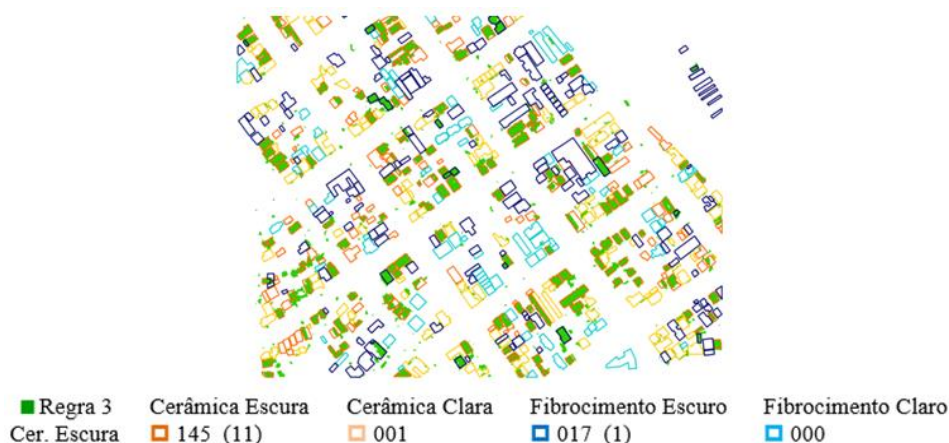 Regra 3 Cerâmica Escura Cerâmica Clara Fibrocimento Escuro Fibrocimento Claro
Cer. Escura 145 (11) 001 017 (1) 000